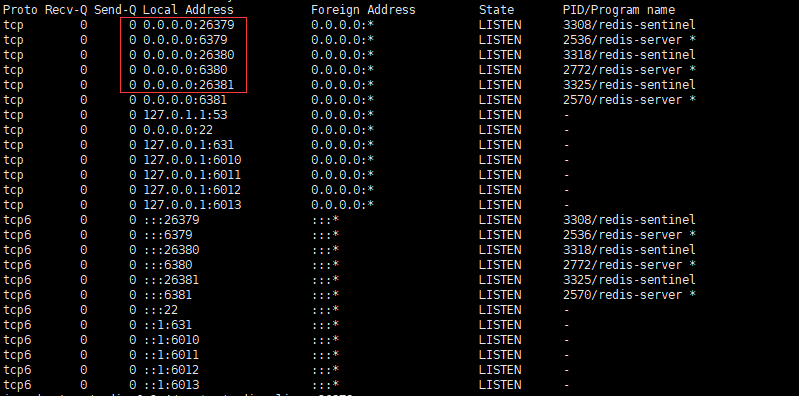 Proto Recv-Q Send-Q Local Address Foreign Address State PID/Program name
tcp 0 0 0.0.0.0:26379 0.0.0.0:* LISTEN 3308/redis-sentinel
tcp 0 0 0.0.0.0:6379 0.0.0.0:* LISTEN 2536/redis-server *
tcp 0 0 0.0.0.0:26380 0.0.0.0:* LISTEN 3318/redis-sentinel
tcp 0 0 0.0.0.0:6380 0.0.0.0:* LISTEN 2772/redis-server *
tcp 0 0 0.0.0.0:26381 0.0.0.0:* LISTEN 3325/redis-sentinel
tcp 0 0 0.0.0.0:6381 0.0.0.0:* LISTEN 2570/redis-server *
tcp 0 0 127.0.1.1:53 0.0.0.0:* LISTEN -
tcp 0 0 0.0.0.0:22 0.0.0.0:* LISTEN -
tcp 0 0 127.0.0.1:631 0.0.0.0:* LISTEN -
tcp 0 0 127.0.0.1:6010 0.0.0.0:* LISTEN -
tcp 0 0 127.0.0.1:6011 0.0.0.0:* LISTEN -
tcp 0 0 127.0.0.1:6012 0.0.0.0:* LISTEN -
tcp 0 0 127.0.0.1:6013 0.0.0.0:* LISTEN -
tcp6 0 0 :::26379 :::* LISTEN 3308/redis-sentinel
tcp6 0 0 :::6379 :::* LISTEN 2536/redis-server *
tcp6 0 0 :::26380 :::* LISTEN 3318/redis-sentinel
tcp6 0 0 :::6380 :::* LISTEN 2772/redis-server *
tcp6 0 0 :::26381 :::* LISTEN 3325/redis-sentinel
tcp6 0 0 :::6381 :::* LISTEN 2570/redis-server *
tcp6 0 0 :::22 :::* LISTEN -
tcp6 0 0 ::1:631 :::* LISTEN -
tcp6 0 0 ::1:6010 :::* LISTEN -
tcp6 0 0 ::1:6011 :::* LISTEN -
tcp6 0 0 ::1:6012 :::* LISTEN -
tcp6 0 0 ::1:6013 :::* LISTEN -